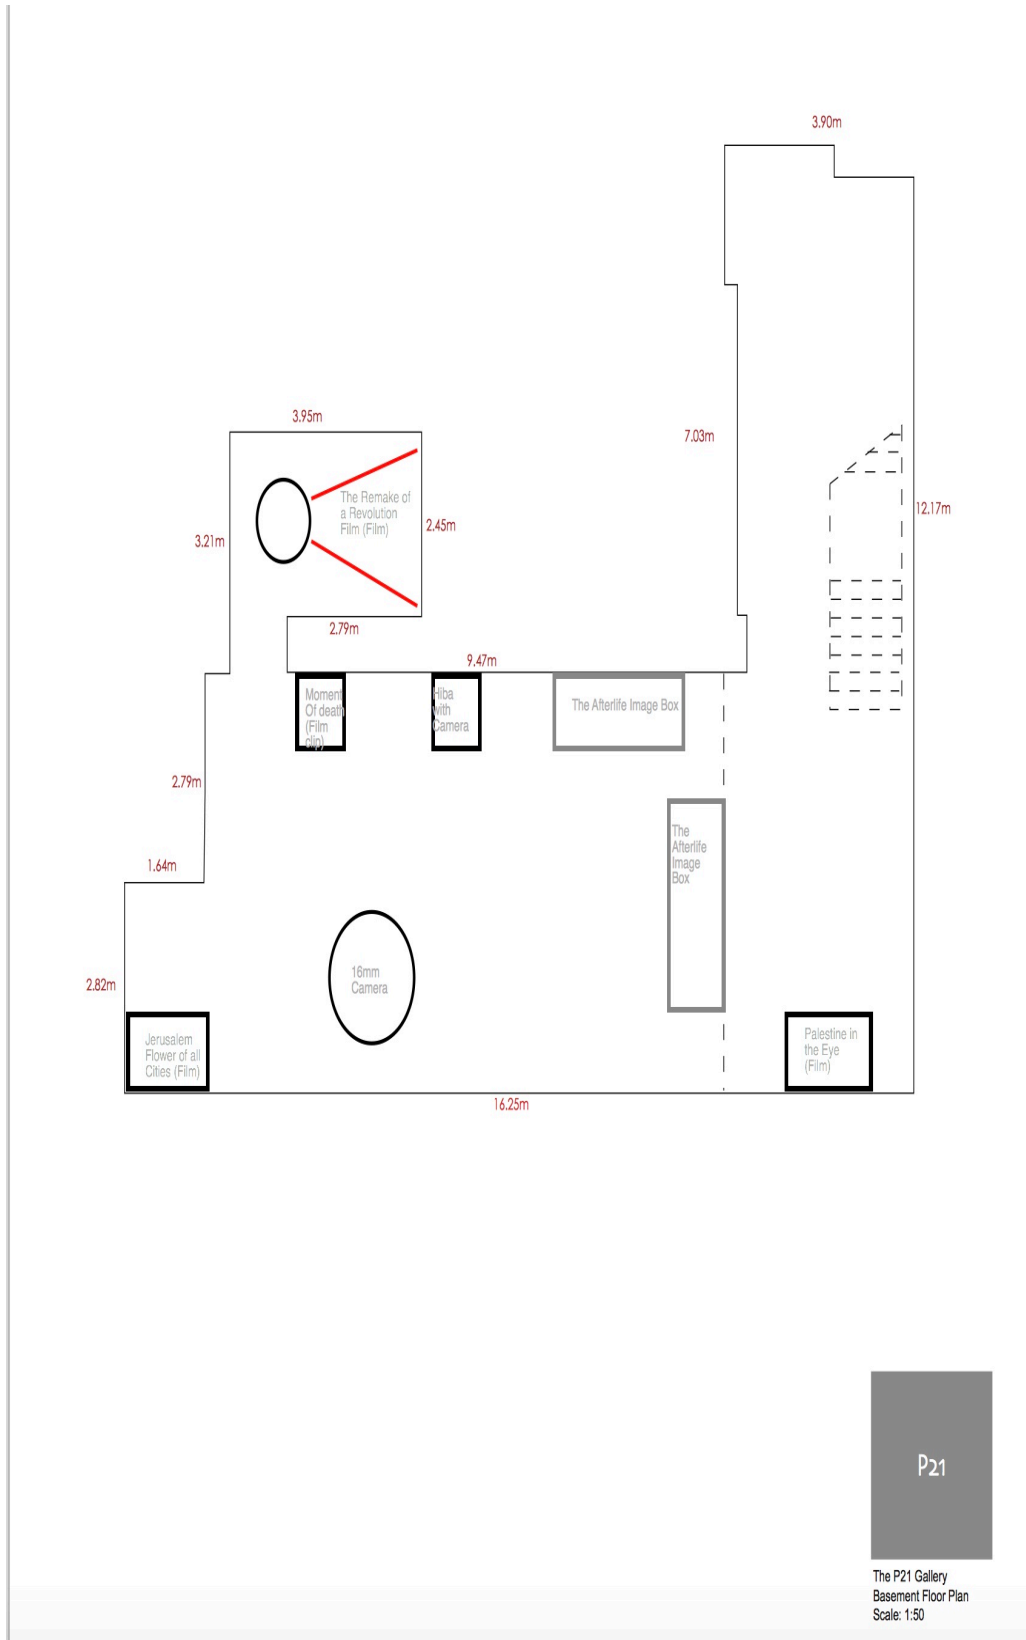 3.90m
3.95m
7.03m
The Remake of
a Revolution
Film (Film)
12.17m
2.45m
3.21m
2.79m
9.47m
Moment
Of death
(Film
clip)
Hiba
with
Camera
The Afterlife Image Box
2.79m
The
Afterlife
Image
Box
1.64m
16mm
Camera
2.82m
Jerusalem
Flower of all
Cities (Film)
Palestine in
the Eye
(Film)
16.25m
P21
The P21 Gallery
Basement Floor Plan
Scale: 1:50